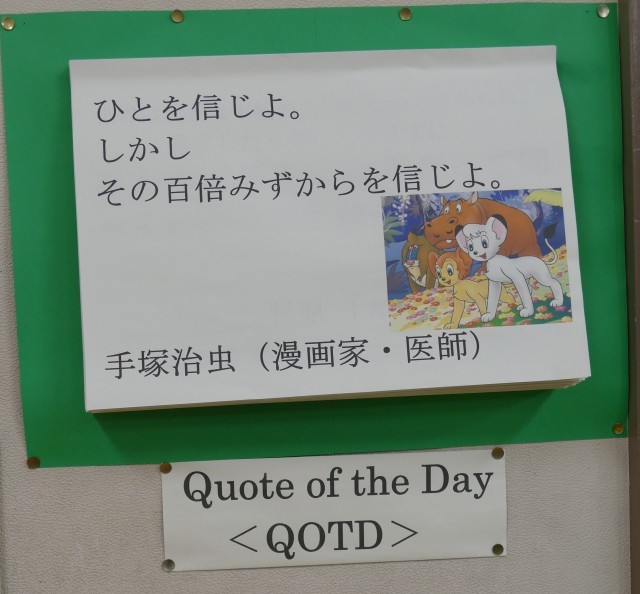 ひとを信じよ。
しかし
その百倍みずからを信じよ。
手塚治虫（漫画家・医師）
Quote of the Day
＜QOTD＞